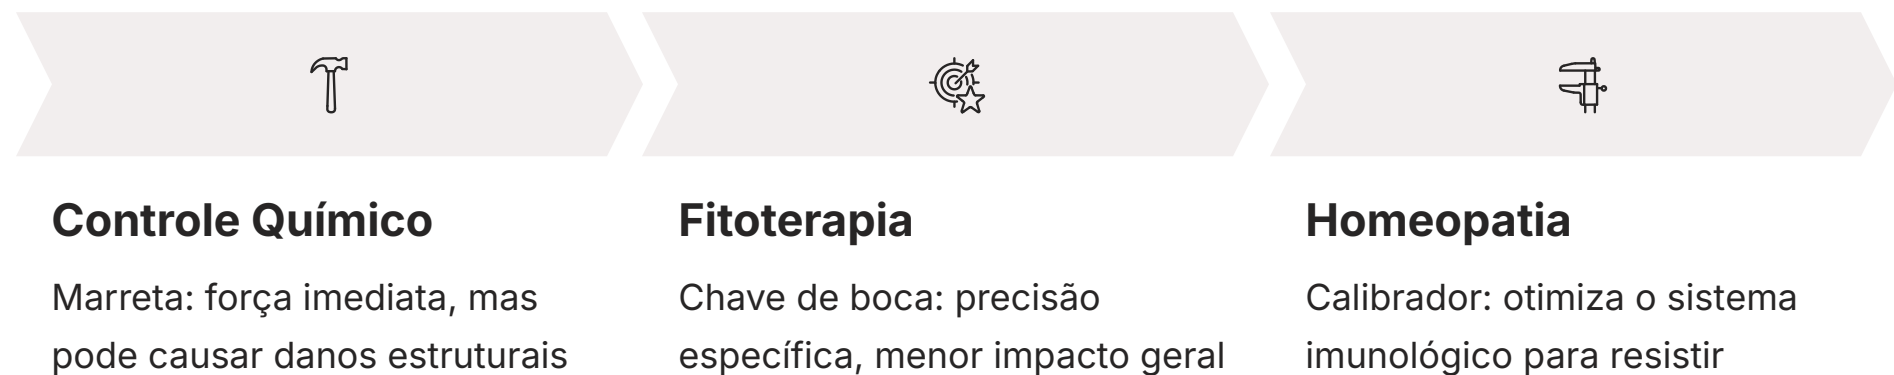 Controle Químico
Marreta: força imediata, mas
pode causar danos estruturais
Fitoterapia
Chave de boca: precisão
específica, menor impacto geral
Homeopatia
Calibrador: otimiza o sistema
imunológico para resistir